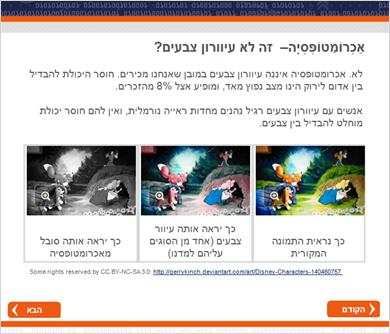 אַכְרוֹמַטוֹפְּסִיָה– זה לא עיוורון צבעים?
לא. אכרומטופסיה איננה עיוורון צבעים במובן שאנחנו מכירים. חוסר היכולת להבדיל
בין אדום לירוק הינו מצב נפוץ מאד, ומופיע אצל 8% מהזכרים.
אנשים עם עיוורון צבעים רגיל נהנים מחדות ראייה נורמלית, ואין להם חוסר יכולת
מוחלט להבדיל בין צבעים.
כך נראית התמונה
המקורית
כך יראה אותה עיוור
צבעים (אחד מן הסוגים
עליהם למדנו)
כך יראה אותה סובל
מאכרומטופסיה
Some rights reserved by CC BY-NC-SA 3.0; http://gerrykinch.deviantart.com/art/Disney-Characters-140460757
הקודם
הבא